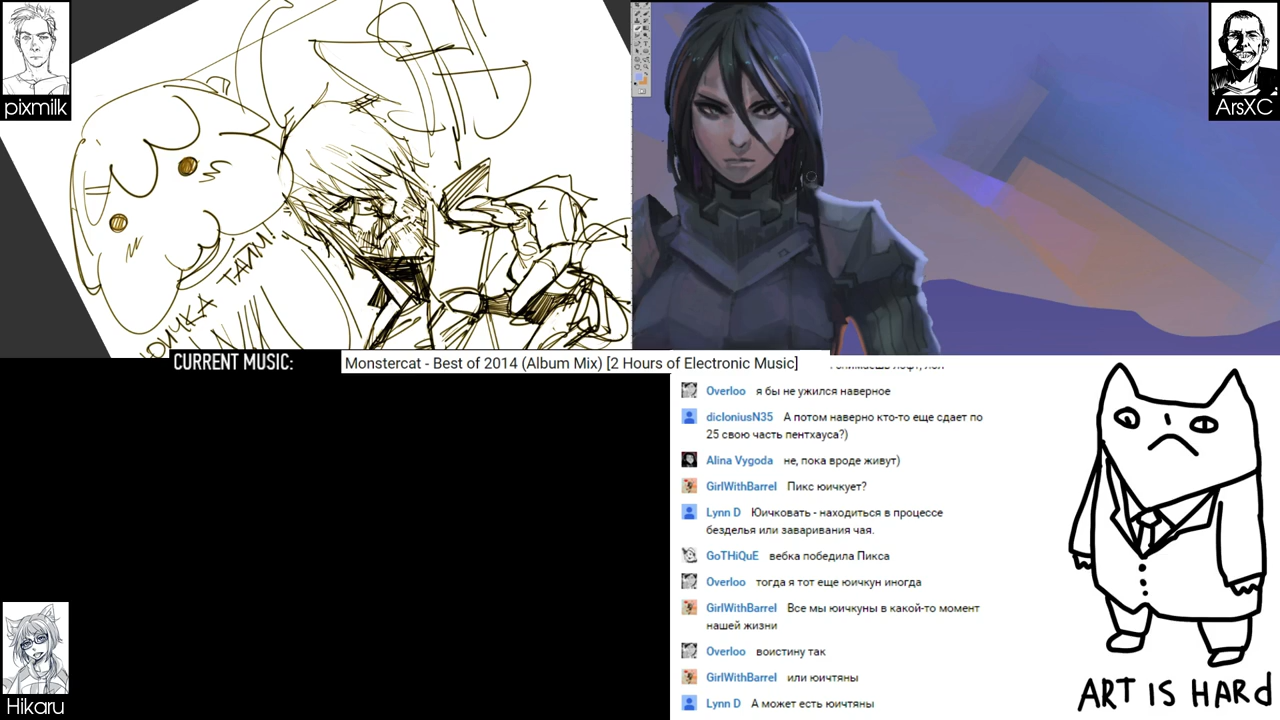 pixmilk
ЮИЧКА ТАЛМ!
ArsXC
CURRENT MUSIC:
Monstercat - Best of 2014 (Album Mix) [2 Hours of Electronic Music]
Overloo я бы не ужился наверное
dicloniusN35 А потом наверно кто-то еще сдает по
25 свою часть пентхауса?)
Alina Vygoda не, пока вроде живут)
GirlWithBarrel Пикс юичкует?
Lynn D Юичковать - находиться в процессе
безделья или заваривания чая.
GoTHiQuE вебка победила Пикса
Overloo тогда я тот еще юичкун иногда
GirlWithBarrel Все мы юичкуны в какой-то момент
нашей жизни
Overloo воистину так
GirlWithBarrel или юичтяны
Lynn D А может есть юичтяны
Hikaru
ART IS HARd